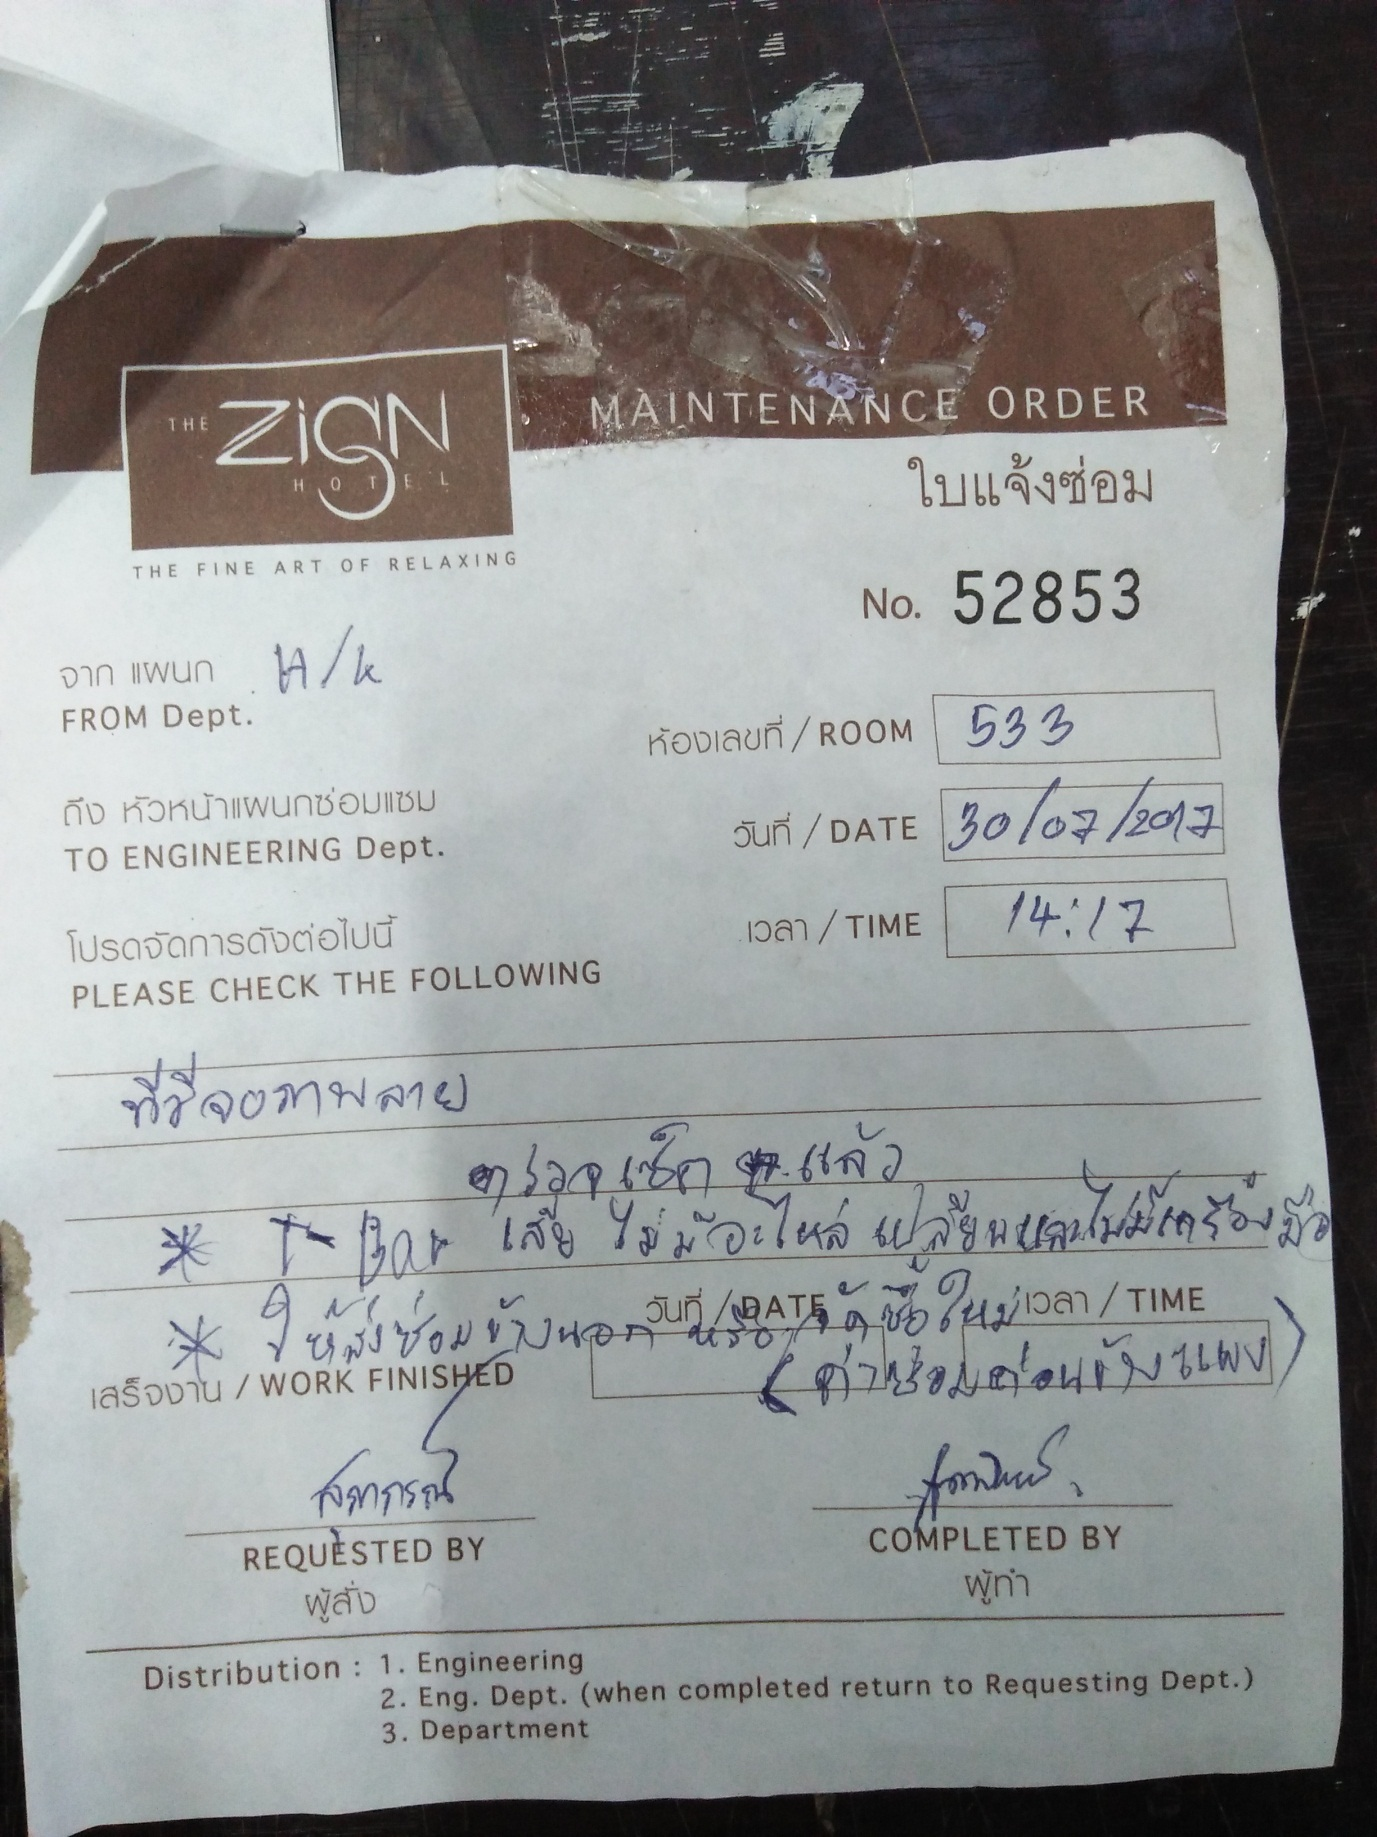 THE ZIGN
HOTEL
THE FINE ART OF RELAXING
MAINTENANCE ORDER
ใบแจ้งซ่อม
No. 52853
จาก แผนก H/k
FROM Dept.
ห้องเลขที่ / ROOM 533
ถึง หัวหน้าแผนกซ่อมแซม
TO ENGINEERING Dept.
วันที่ / DATE 30/07/2017
เวลา / TIME 14:17
โปรดจัดการดังต่อไปนี้
PLEASE CHECK THE FOLLOWING
ทีวีจอภาพลาย
ตรวจเช็ค แล้ว
* T-Bar เสีย ไม่มีอะไหล่ เปลี่ยนและไม่มีเครื่องมือ
* ให้ส่งซ่อมข้างนอก หรือ จัดซื้อใหม่
(ค่าซ่อมค่อนข้างแพง)
วันที่ / DATE เวลา / TIME
เสร็จงาน / WORK FINISHED
สภาภรณ์
REQUESTED BY
ผู้สั่ง
COMPLETED BY
ผู้ทำ
Distribution : 1. Engineering
2. Eng. Dept. (when completed return to Requesting Dept.)
3. Department